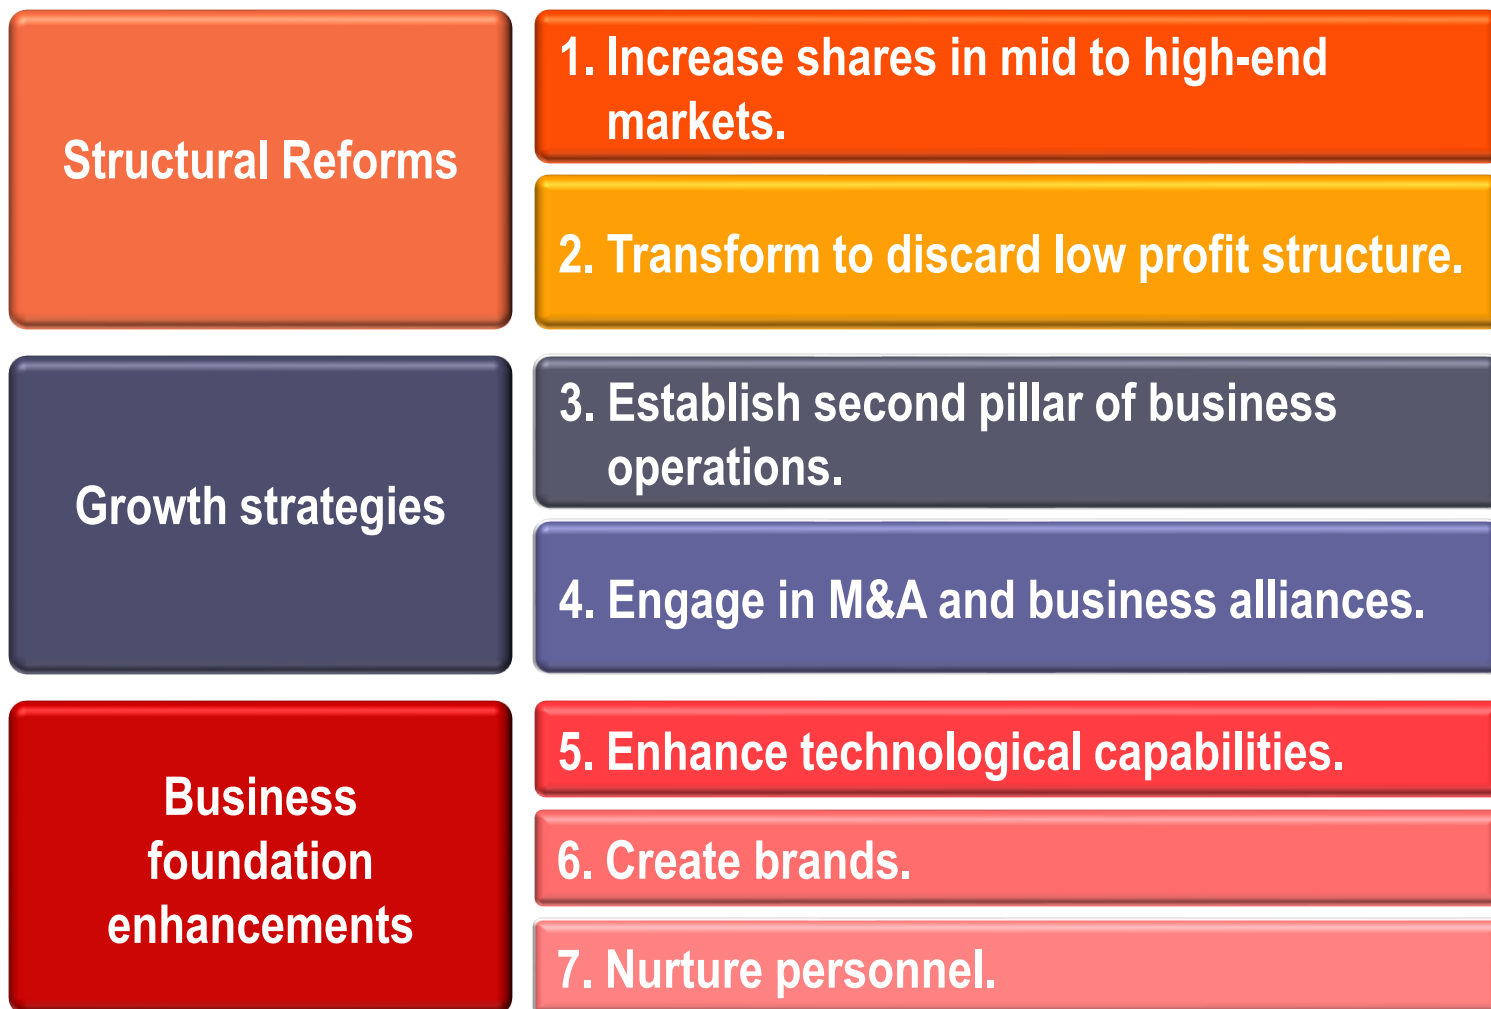 Structural Reforms
1. Increase shares in mid to high-end
markets.
2. Transform to discard low profit structure.
Growth strategies
3. Establish second pillar of business
operations.
4. Engage in M&A and business alliances.
Business
foundation
enhancements
5. Enhance technological capabilities.
6. Create brands.
7. Nurture personnel.